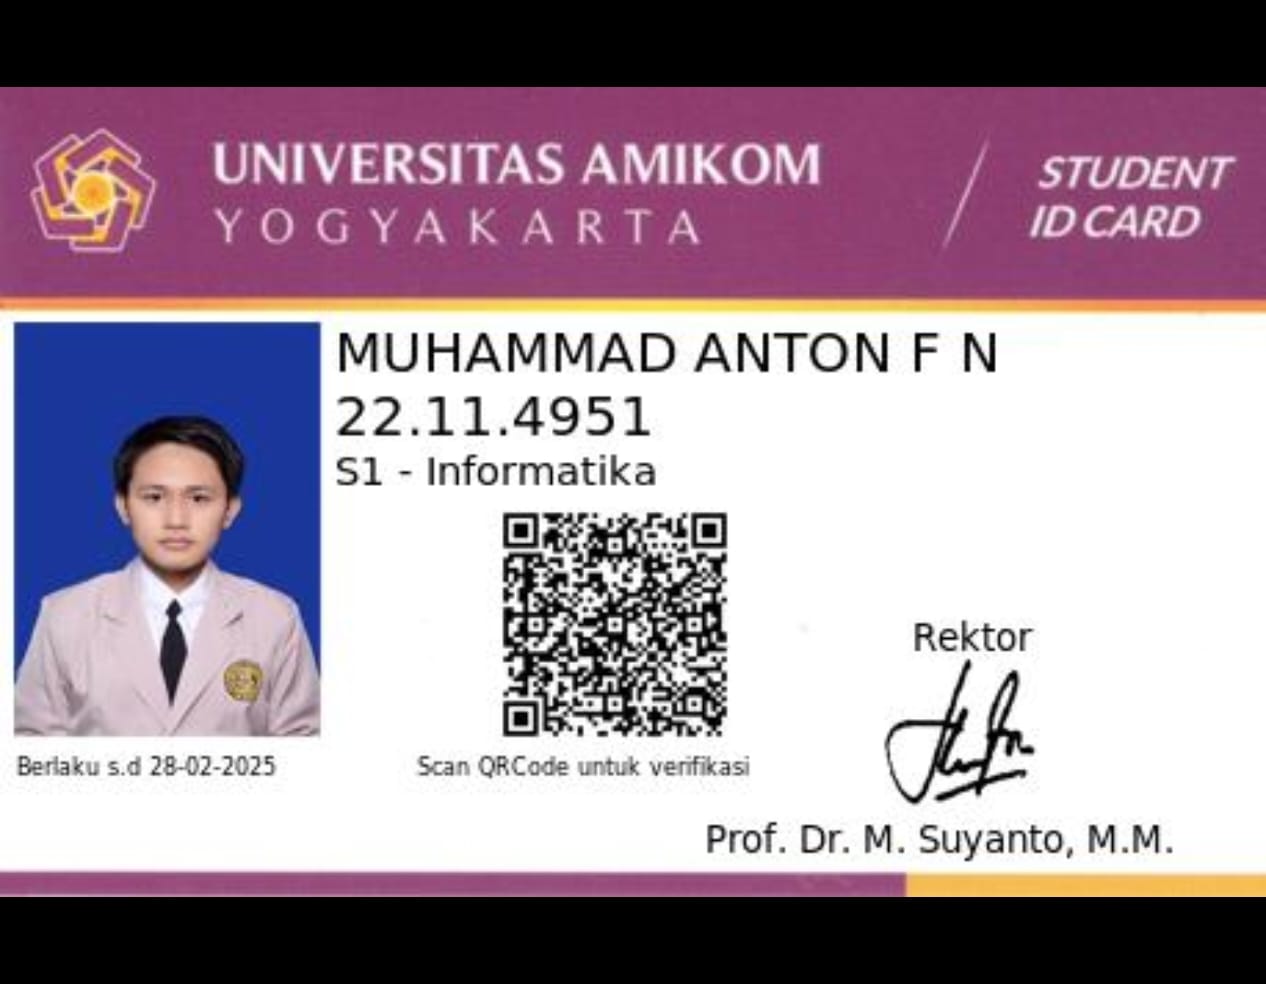 UNIVERSITAS AMIKOM
YOGYAKARTA
STUDENT
ID CARD
MUHAMMAD ANTON F N
22.11.4951
S1 - Informatika
Berlaku s.d 28-02-2025
Scan QRCode untuk verifikasi
Rektor
Prof. Dr. M. Suyanto, M.M.